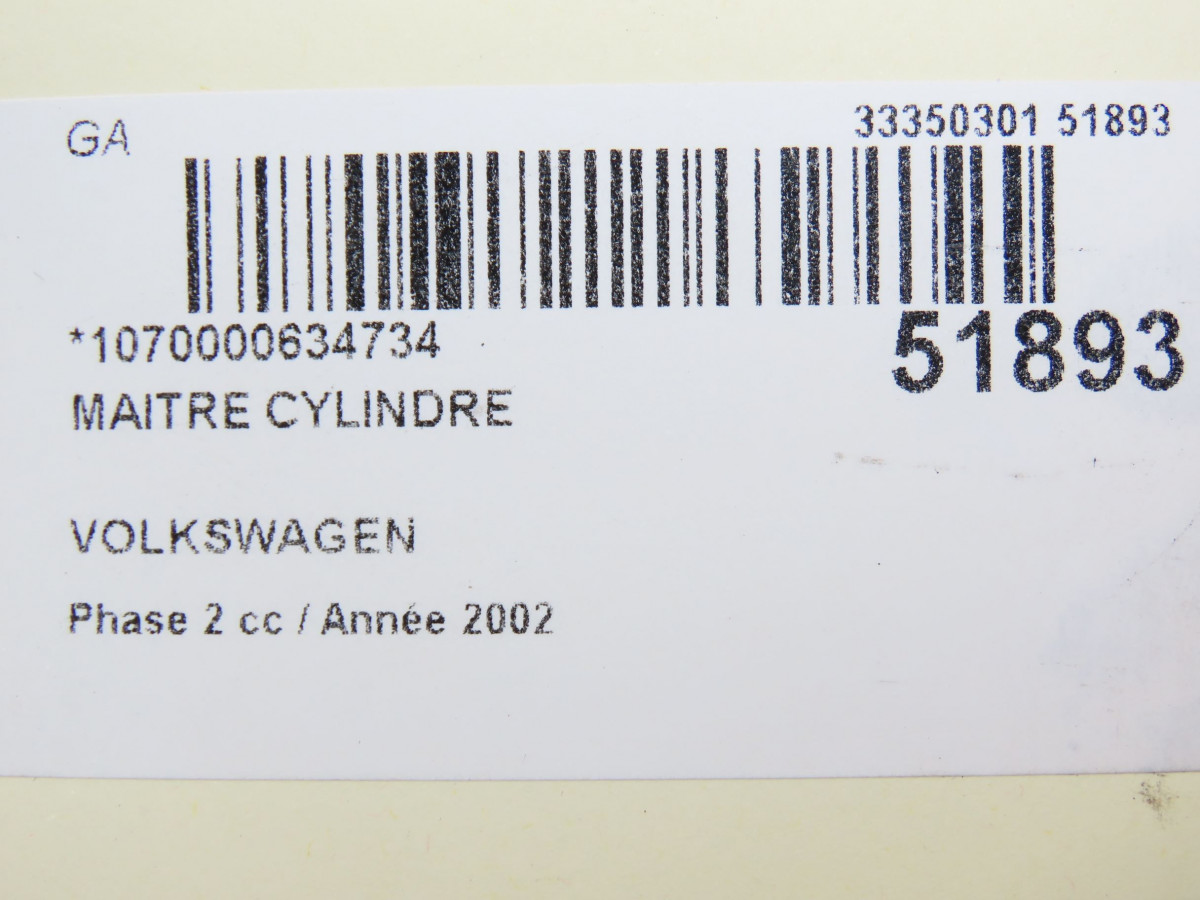 GA
33350301 51893
*1070000634734
51893
MAITRE CYLINDRE
VOLKSWAGEN
Phase 2 cc / Année 2002